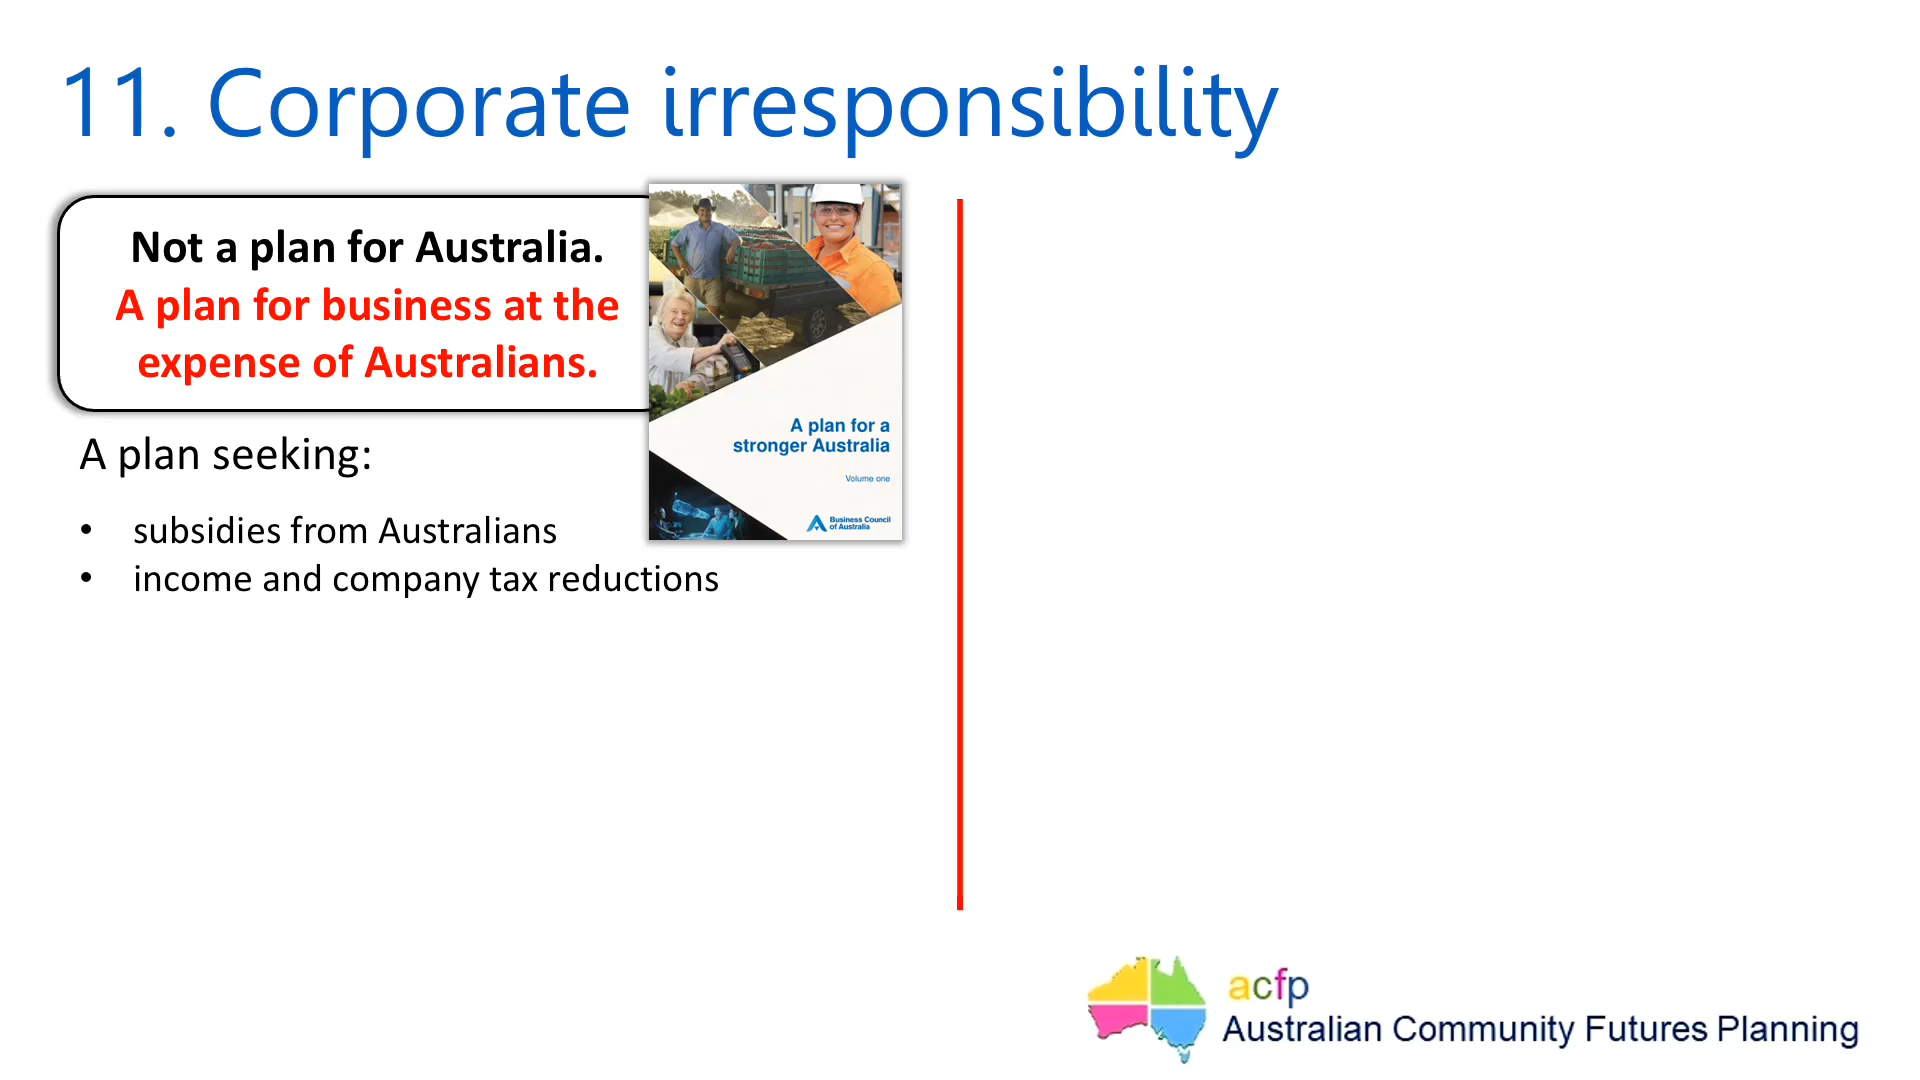 11. Corporate irresponsibility
Not a plan for Australia.
A plan for business at the
expense of Australians.
A plan for a
stronger Australia
Volume one
Business Council
of Australia
A plan seeking:
• subsidies from Australians
• income and company tax reductions
acfp
Australian Community Futures Planning